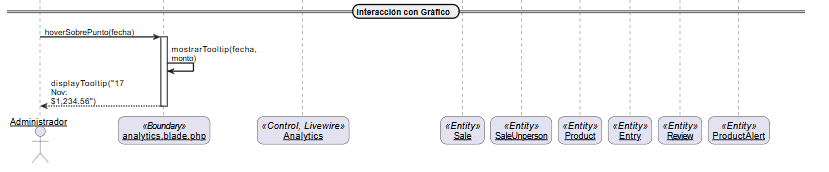 Interacción con Gráfico
hoverSobrePunto(fecha)
mostrarTooltip(fecha,
monto)
displayTooltip("17
Nov:
$1,234.56")
Administrador
«Boundary»
analytics.blade.php
«Control, Livewire»
Analytics
«Entity»
Sale
«Entity»
SaleUnperson
«Entity»
Product
«Entity»
Entry
«Entity»
Review
«Entity»
ProductAlert